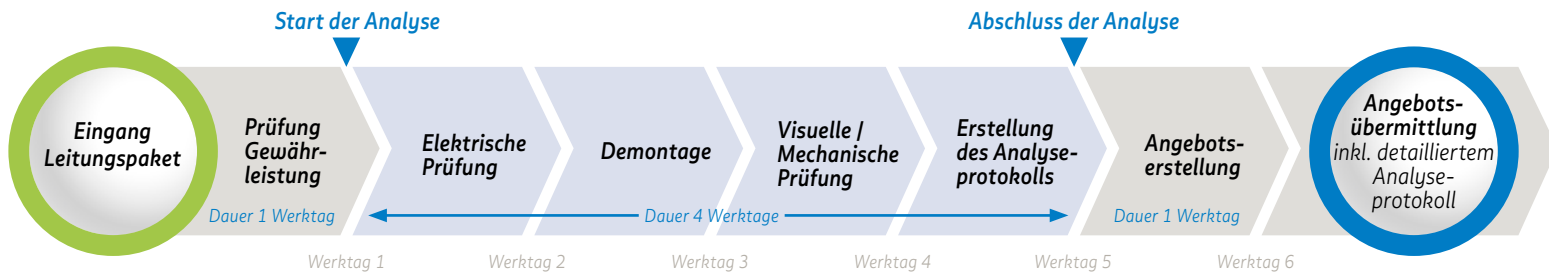 Start der Analyse
Abschluss der Analyse
Eingang
Leitungspaket
Prüfung
Gewähr-
leistung
Dauer 1 Werktag
Elektrische
Prüfung
Demontage
Visuelle /
Mechanische
Prüfung
Erstellung
des Analyse-
protokolls
Dauer 4 Werktage
Angebots-
erstellung
Dauer 1 Werktag
Angebots-
übermittlung
inkl. detailliertem
Analyse-
protokoll
Werktag 1
Werktag 2
Werktag 3
Werktag 4
Werktag 5
Werktag 6